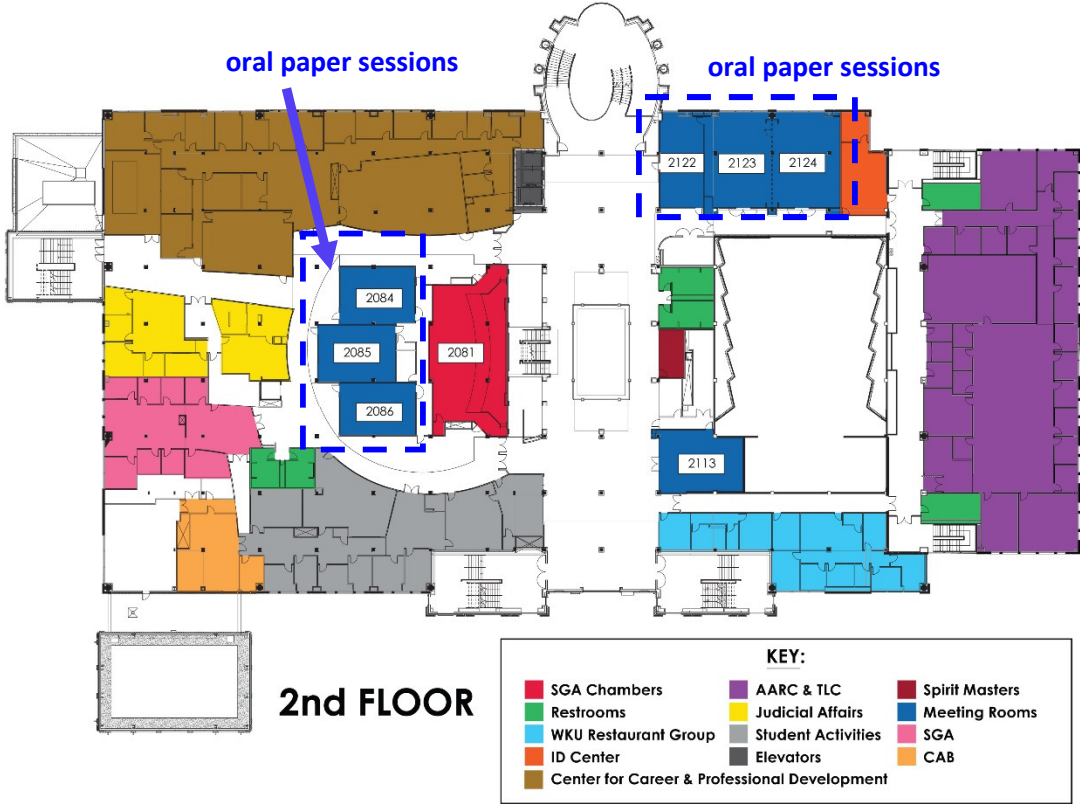 oral paper sessions
oral paper sessions
2122
2123
2124
2084
2085
2081
2086
2113
2nd FLOOR
KEY:
SGA Chambers
AARC & TLC
Spirit Masters
Restrooms
Judicial Affairs
Meeting Rooms
WKU Restaurant Group
Student Activities
SGA
ID Center
Elevators
CAB
Center for Career & Professional Development